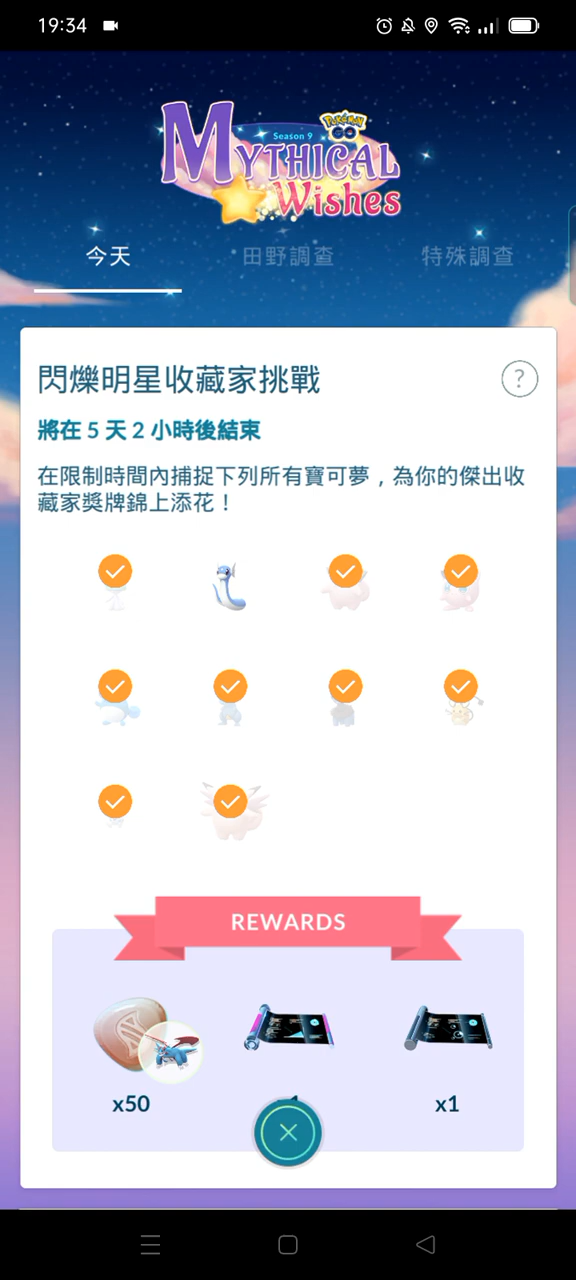 19:34
Season 9
POKÉMON
GO
MYTHICAL
Wishes
今天
田野調查
特殊調查
閃爍明星收藏家挑戰
?
將在 5 天 2 小時後結束
在限制時間內捕捉下列所有寶可夢，為你的傑出收
藏家獎牌錦上添花！
REWARDS
x50
x1